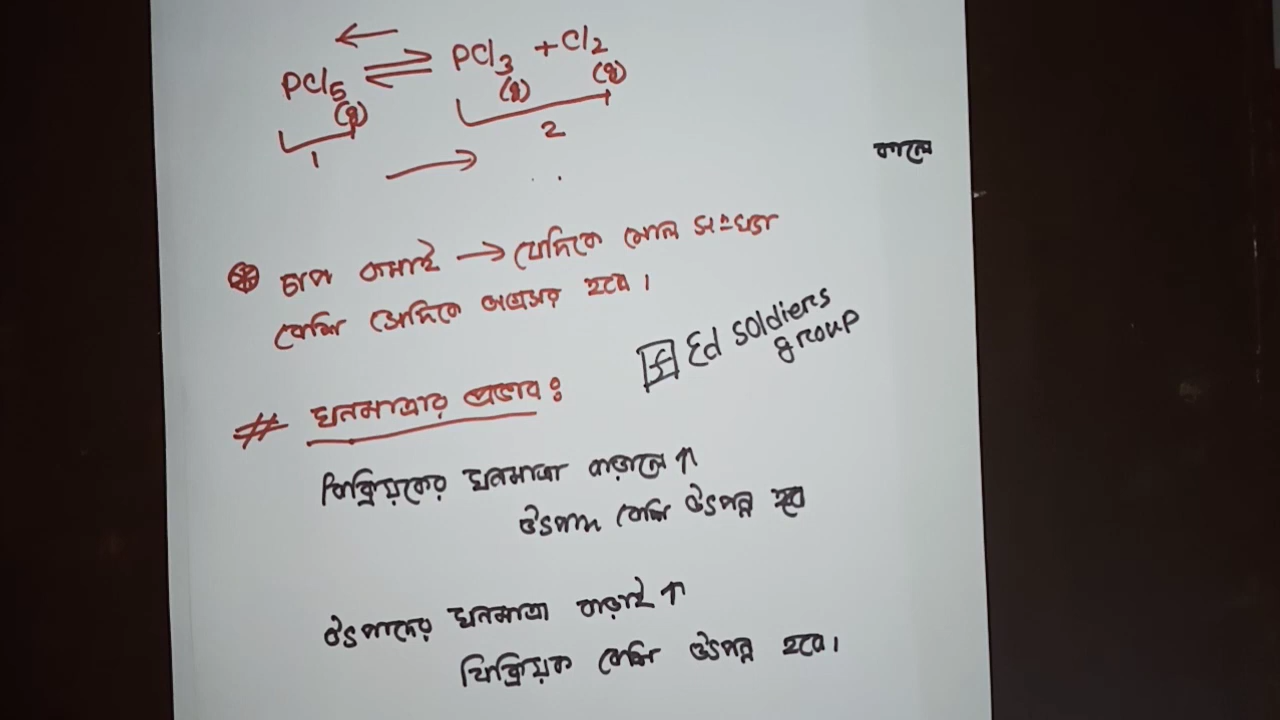 PCl₅(g) ⇌ PCl₃(g) + Cl₂(g)
1 2
কালে
চাপ কমাই → যেদিকে মোল সংখ্যা
বেশি সেদিকে অগ্রসর হবে।
Ed soldiers
group
# ঘনমাত্রার প্রভাব:
বিক্রিয়কের ঘনমাত্রা বাড়ালে ↑
উৎপাদ বেশি উৎপন্ন হবে
উৎপাদের ঘনমাত্রা বাড়াই ↑
বিক্রিয়ক বেশি উৎপন্ন হবে।